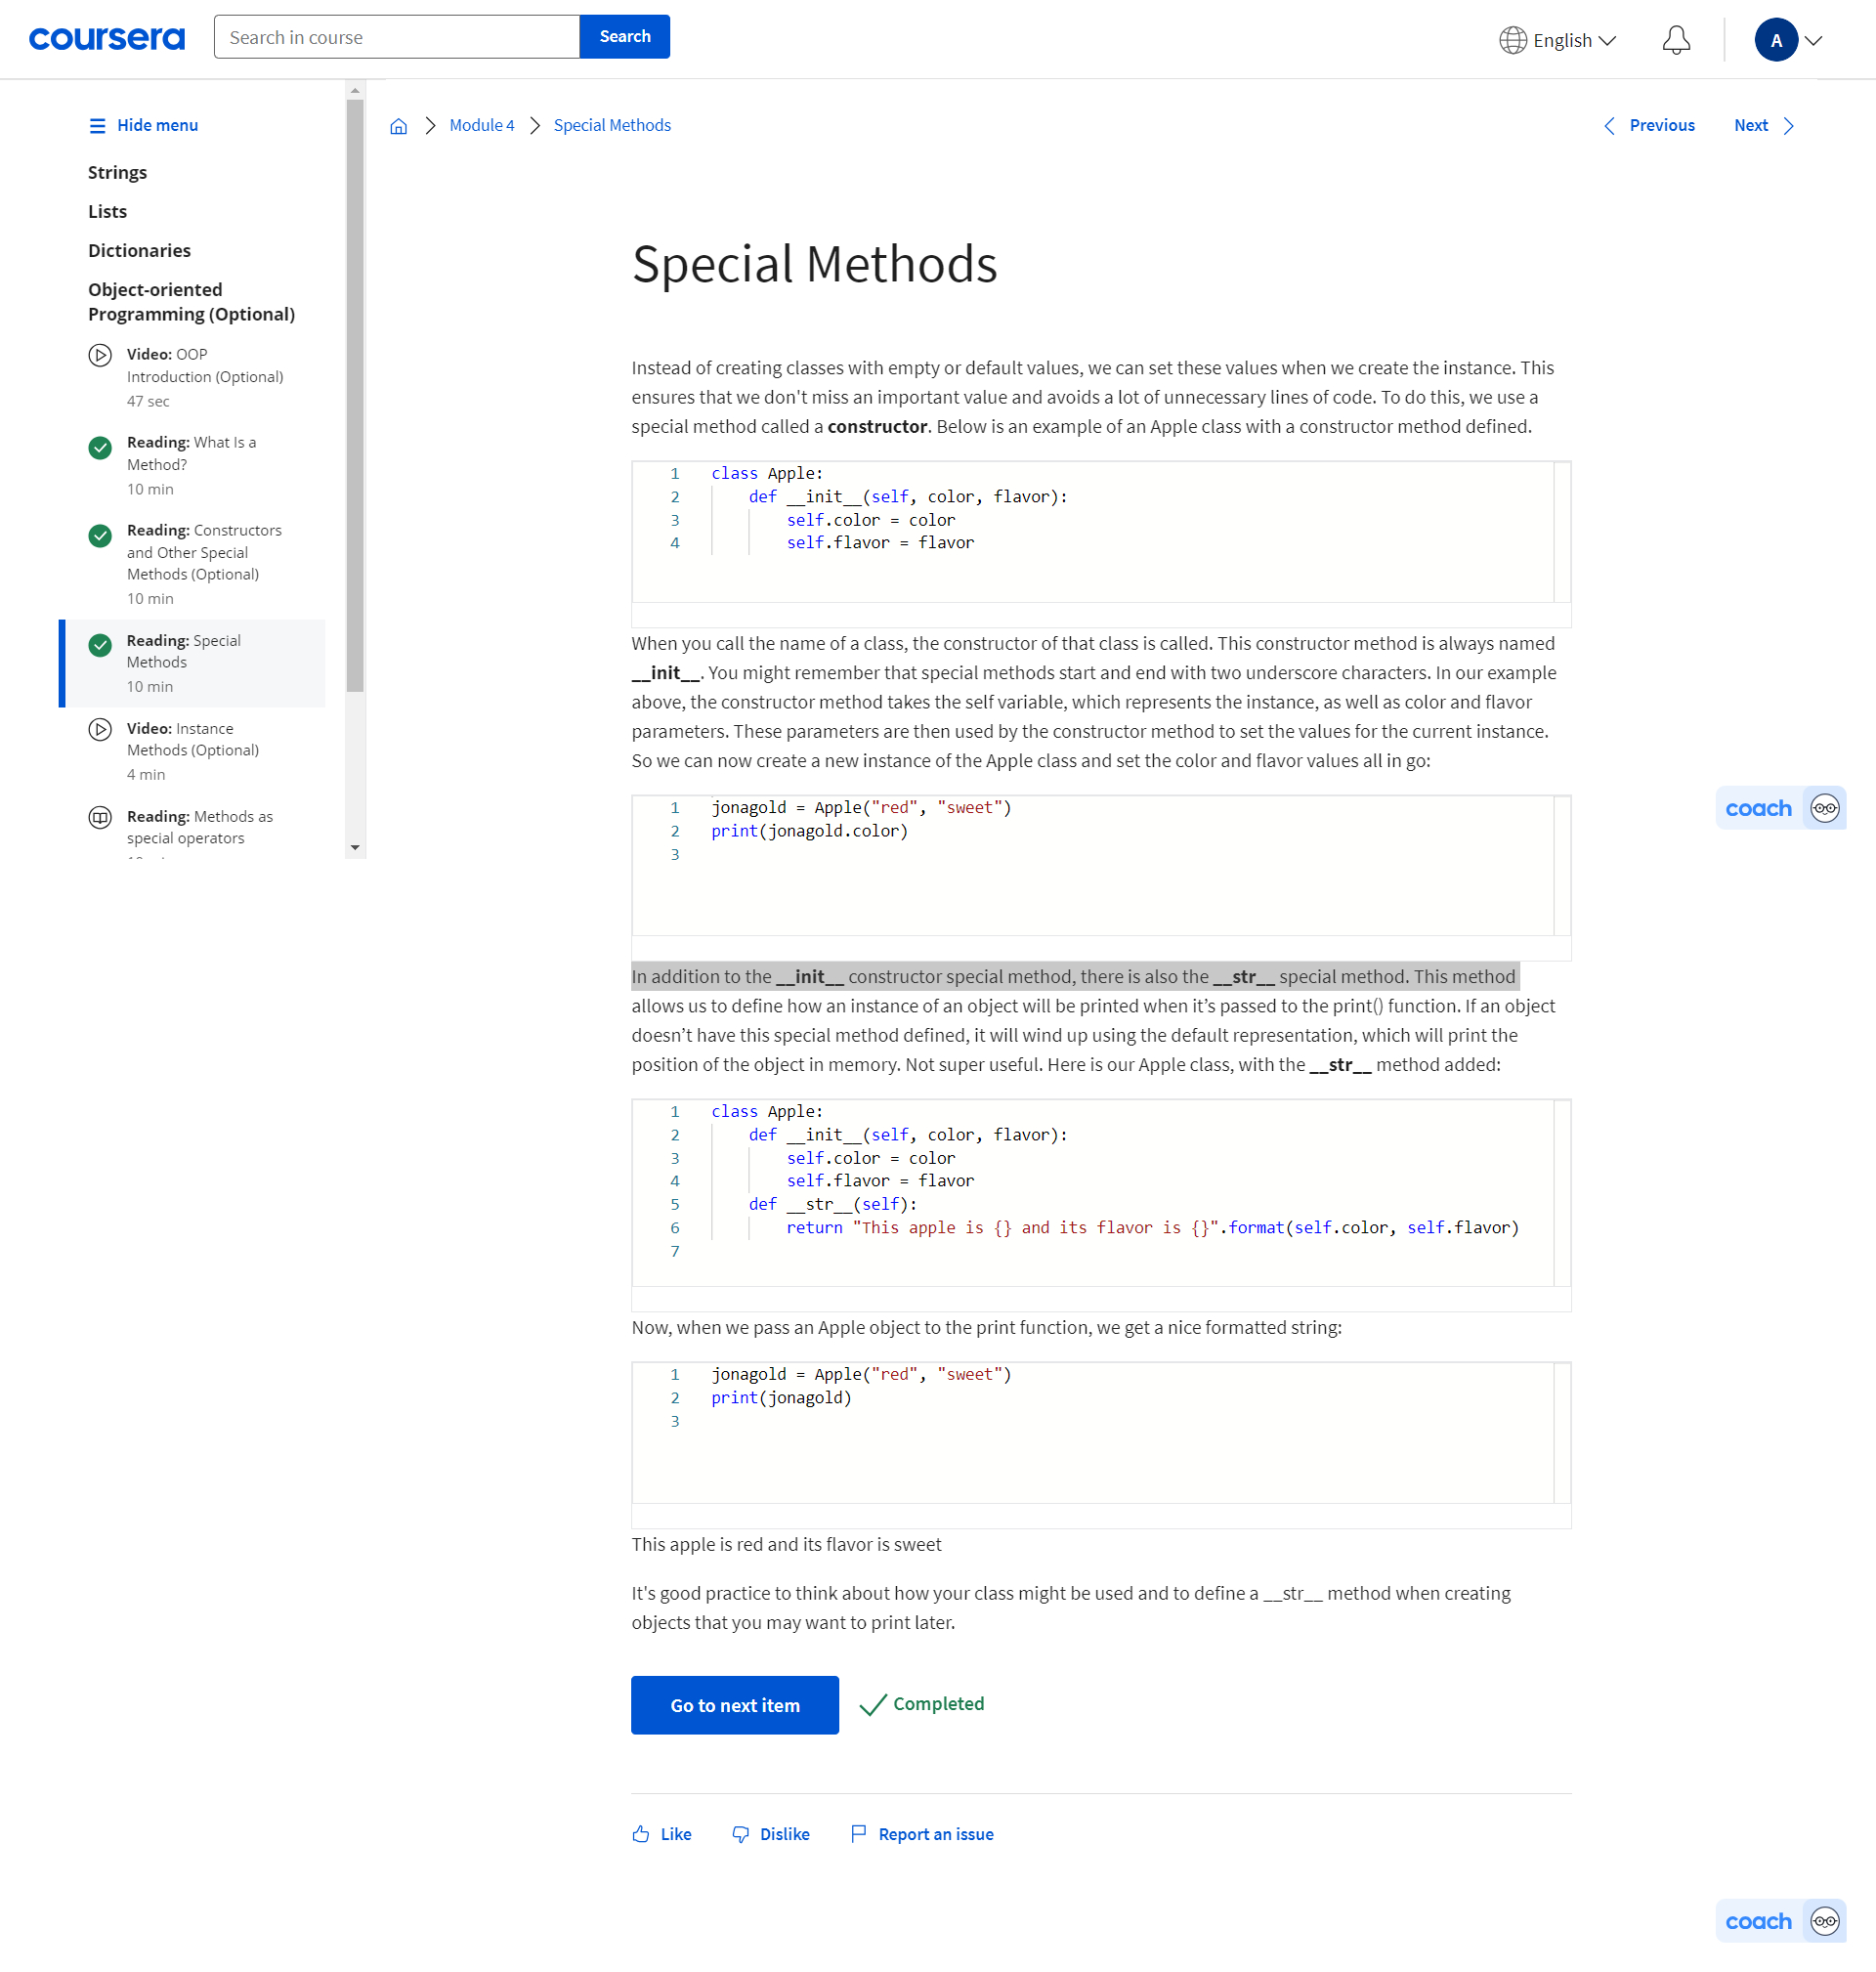 coursera
Search in course
Search
English
A
Hide menu
Strings
Lists
Dictionaries
Object-oriented
Programming (Optional)
Video: OOP
Introduction (Optional)
47 sec
Reading: What Is a
Method?
10 min
Reading: Constructors
and Other Special
Methods (Optional)
10 min
Reading: Special
Methods
10 min
Video: Instance
Methods (Optional)
4 min
Reading: Methods as
special operators
Module 4
Special Methods
Previous
Next
Special Methods
Instead of creating classes with empty or default values, we can set these values when we create the instance. This
ensures that we don't miss an important value and avoids a lot of unnecessary lines of code. To do this, we use a
special method called a constructor. Below is an example of an Apple class with a constructor method defined.
1 class Apple:
2     def __init__(self, color, flavor):
3         self.color = color
4         self.flavor = flavor
When you call the name of a class, the constructor of that class is called. This constructor method is always named
__init__. You might remember that special methods start and end with two underscore characters. In our example
above, the constructor method takes the self variable, which represents the instance, as well as color and flavor
parameters. These parameters are then used by the constructor method to set the values for the current instance.
So we can now create a new instance of the Apple class and set the color and flavor values all in go:
1 jonagold = Apple("red", "sweet")
2 print(jonagold.color)
3
coach
In addition to the __init__ constructor special method, there is also the __str__ special method. This method
allows us to define how an instance of an object will be printed when it’s passed to the print() function. If an object
doesn’t have this special method defined, it will wind up using the default representation, which will print the
position of the object in memory. Not super useful. Here is our Apple class, with the __str__ method added:
1 class Apple:
2     def __init__(self, color, flavor):
3         self.color = color
4         self.flavor = flavor
5     def __str__(self):
6         return "This apple is {} and its flavor is {}".format(self.color, self.flavor)
7
Now, when we pass an Apple object to the print function, we get a nice formatted string:
1 jonagold = Apple("red", "sweet")
2 print(jonagold)
3
This apple is red and its flavor is sweet
It's good practice to think about how your class might be used and to define a __str__ method when creating
objects that you may want to print later.
Go to next item
Completed
Like
Dislike
Report an issue
coach